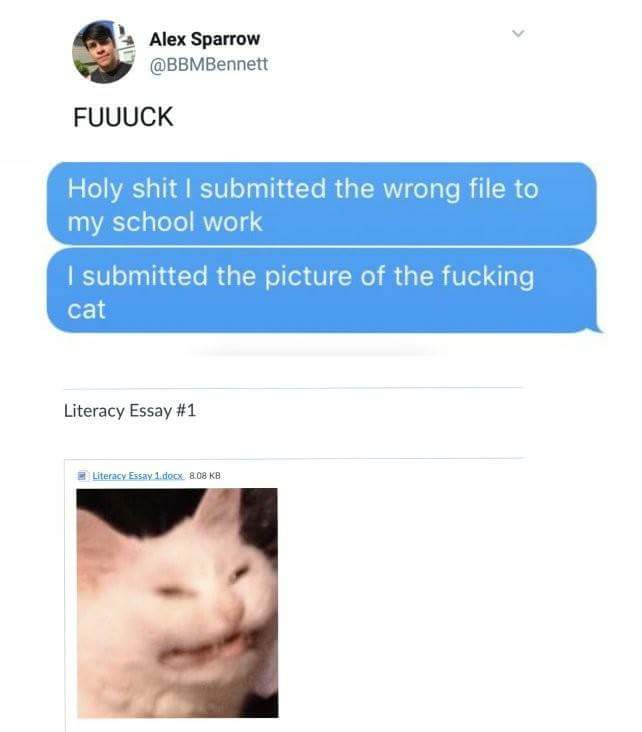 Alex Sparrow
@BBMBennett
FUUUCK
Holy shit I submitted the wrong file to
my school work
I submitted the picture of the fucking
cat
Literacy Essay #1
Literacy Essay 1.docx 8.08 KB